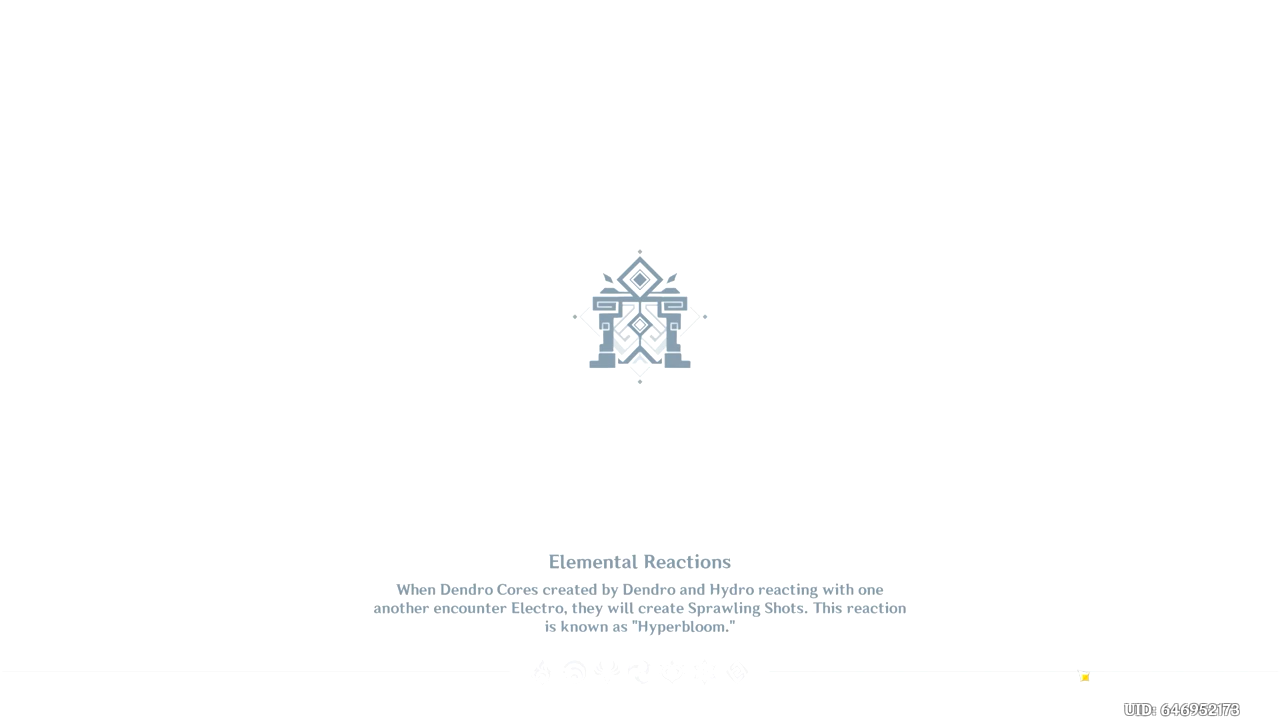 Elemental Reactions
When Dendro Cores created by Dendro and Hydro reacting with one
another encounter Electro, they will create Sprawling Shots. This reaction
is known as "Hyperbloom."
UID: 646952173